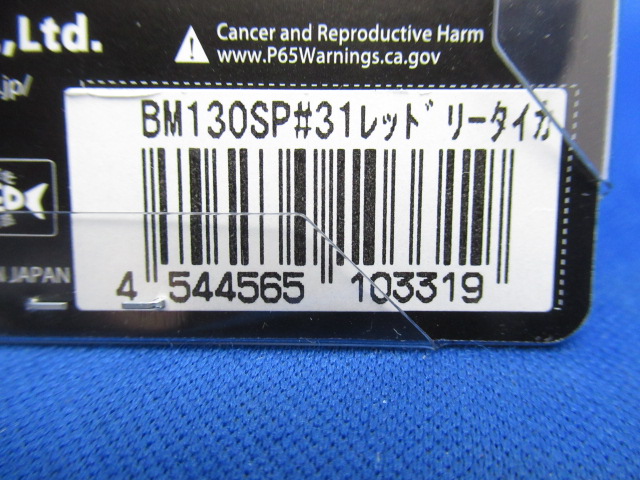 .,Ltd.
Cancer and Reproductive Harm
www.P65Warnings.ca.gov
.jp/
BM130SP#31レッドリータイガ
N JAPAN
4 544565 103319